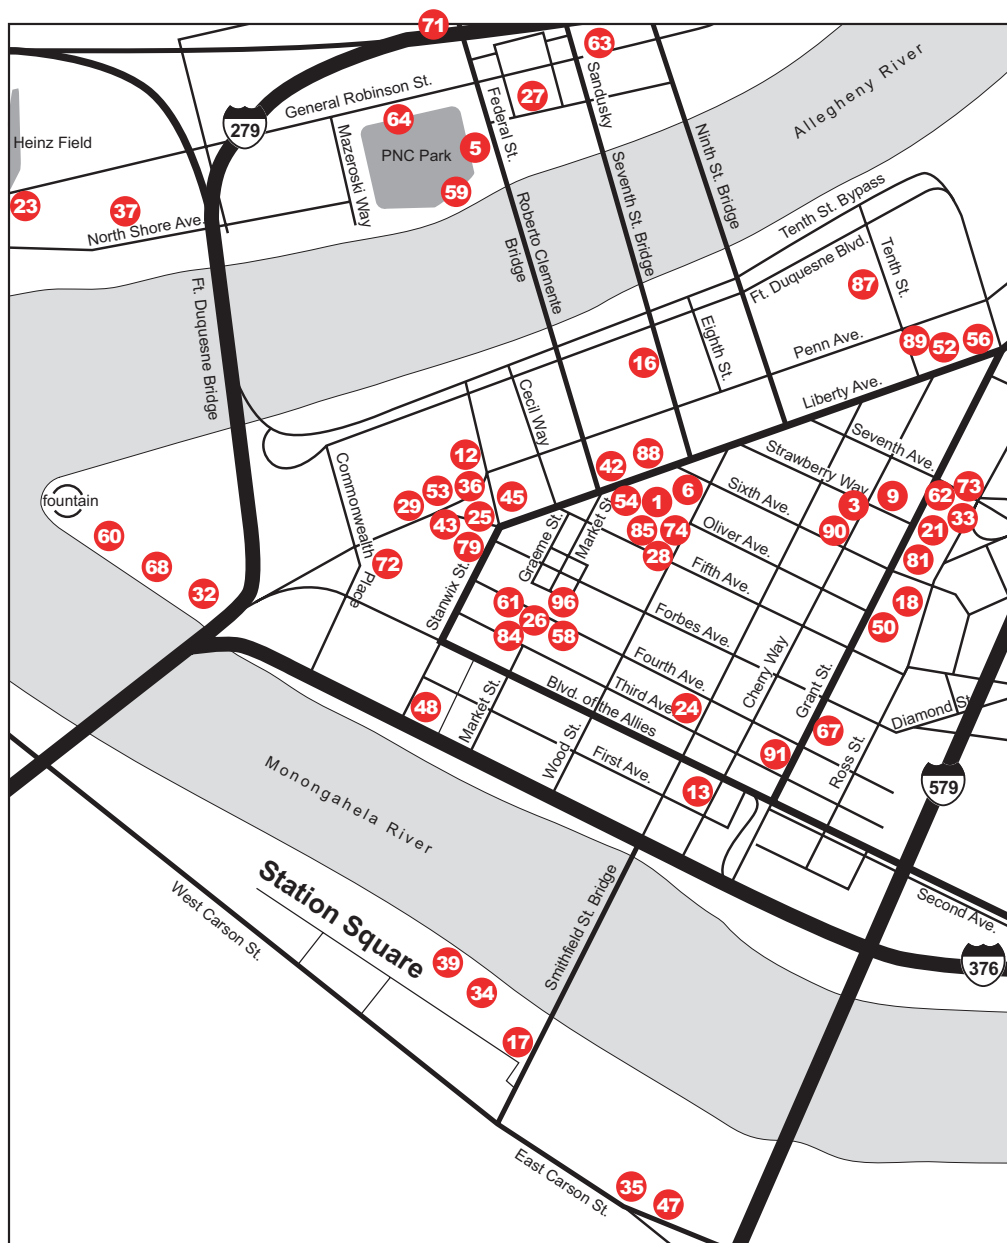 71
63
Sandusky
General Robinson St.
27
Federal St.
279
64
Heinz Field
PNC Park
5
Mazeroski Way
59
23
37
North Shore Ave.
Allegheny River
Ninth St. Bridge
Seventh St. Bridge
Roberto Clemente
Bridge
Tenth St. Bypass
Ft. Duquesne Blvd.
Tenth St.
87
Ft. Duquesne Bridge
Eighth St.
Penn Ave.
89
52
56
16
Liberty Ave.
Cecil Way
Seventh Ave.
Strawberry Way
12
42
88
Commonwealth
Place
53
36
29
45
54
1
6
Sixth Ave.
3
9
62
73
fountain
43
25
Graeme St.
Market St.
85
74
Oliver Ave.
90
21
33
60
79
28
81
68
72
Fifth Ave.
32
Stanwix St.
61
96
18
26
Forbes Ave.
50
84
58
Cherry Way
Fourth Ave.
Grant St.
Third Ave.
24
Blvd. of the Allies
48
Market St.
67
Diamond St.
Wood St.
First Ave.
91
Ross St.
13
579
Monongahela River
Station Square
West Carson St.
Smithfield St. Bridge
Second Ave.
39
376
34
17
East Carson St.
35
47